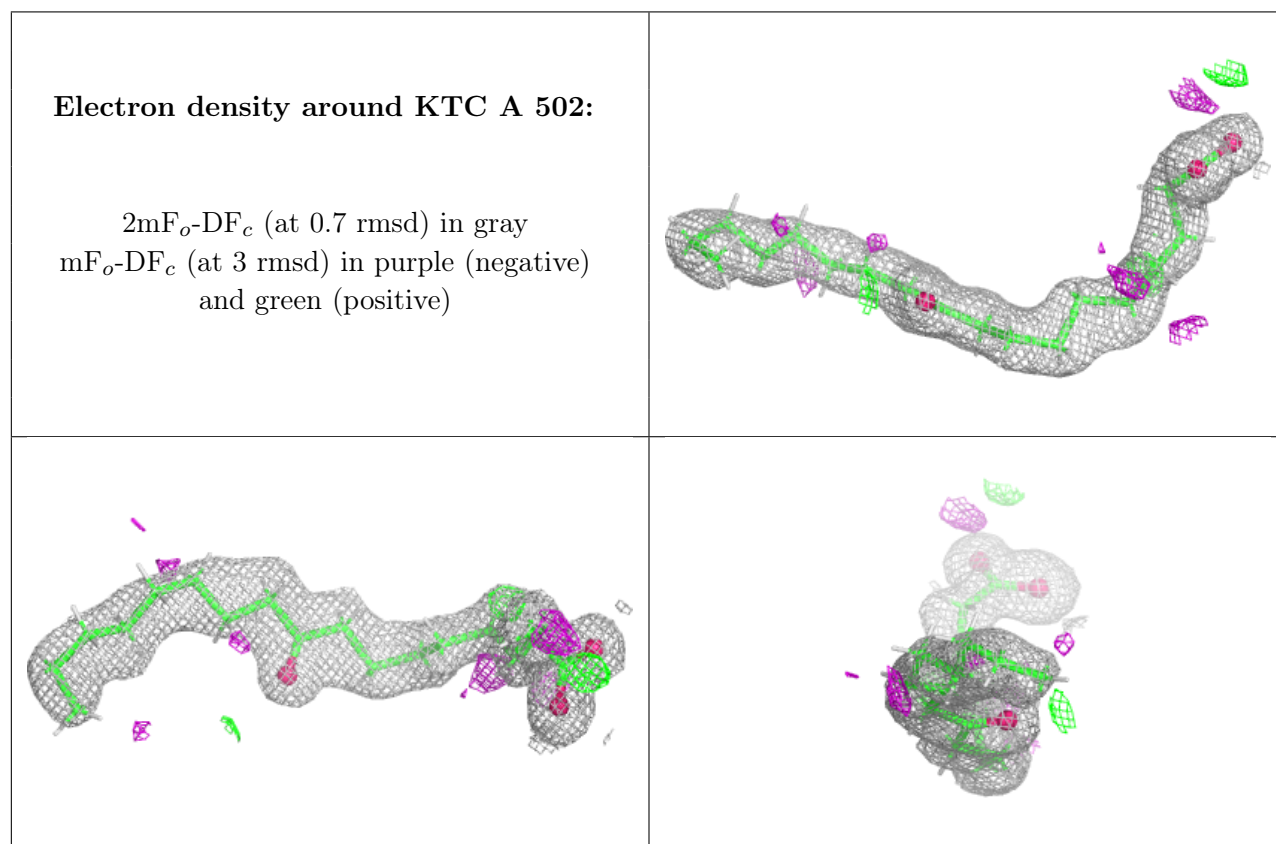 Electron density around KTC A 502:
2mFo-DFc (at 0.7 rmsd) in gray
mFo-DFc (at 3 rmsd) in purple (negative)
and green (positive)